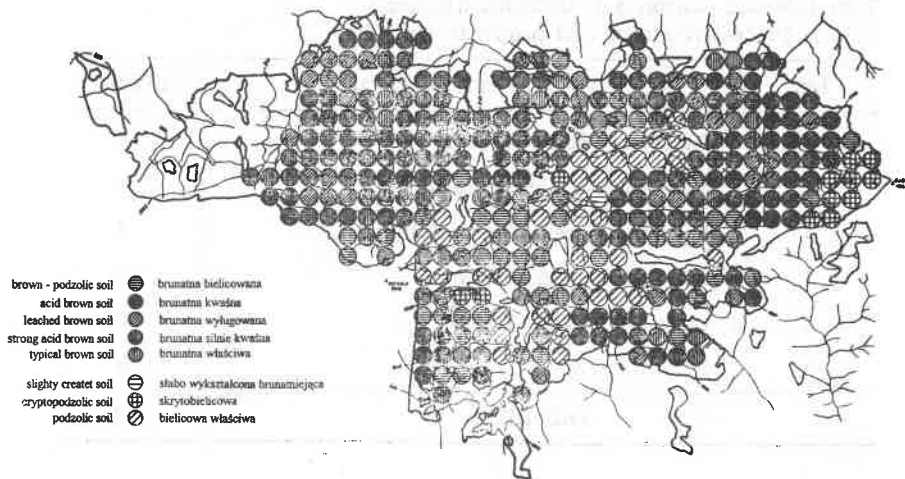 brown - podzolic soil brunatna bielicowana
acid brown soil brunatna kwaśna
leached brown soil brunatna wyługowana
strong acid brown soil brunatna silnie kwaśna
typical brown soil brunatna właściwa
slighty createt soil słabo wykształcona brunatniejąca
cryptopodzolic soil skrytobielicowa
podzolic soil bielicowa właściwa